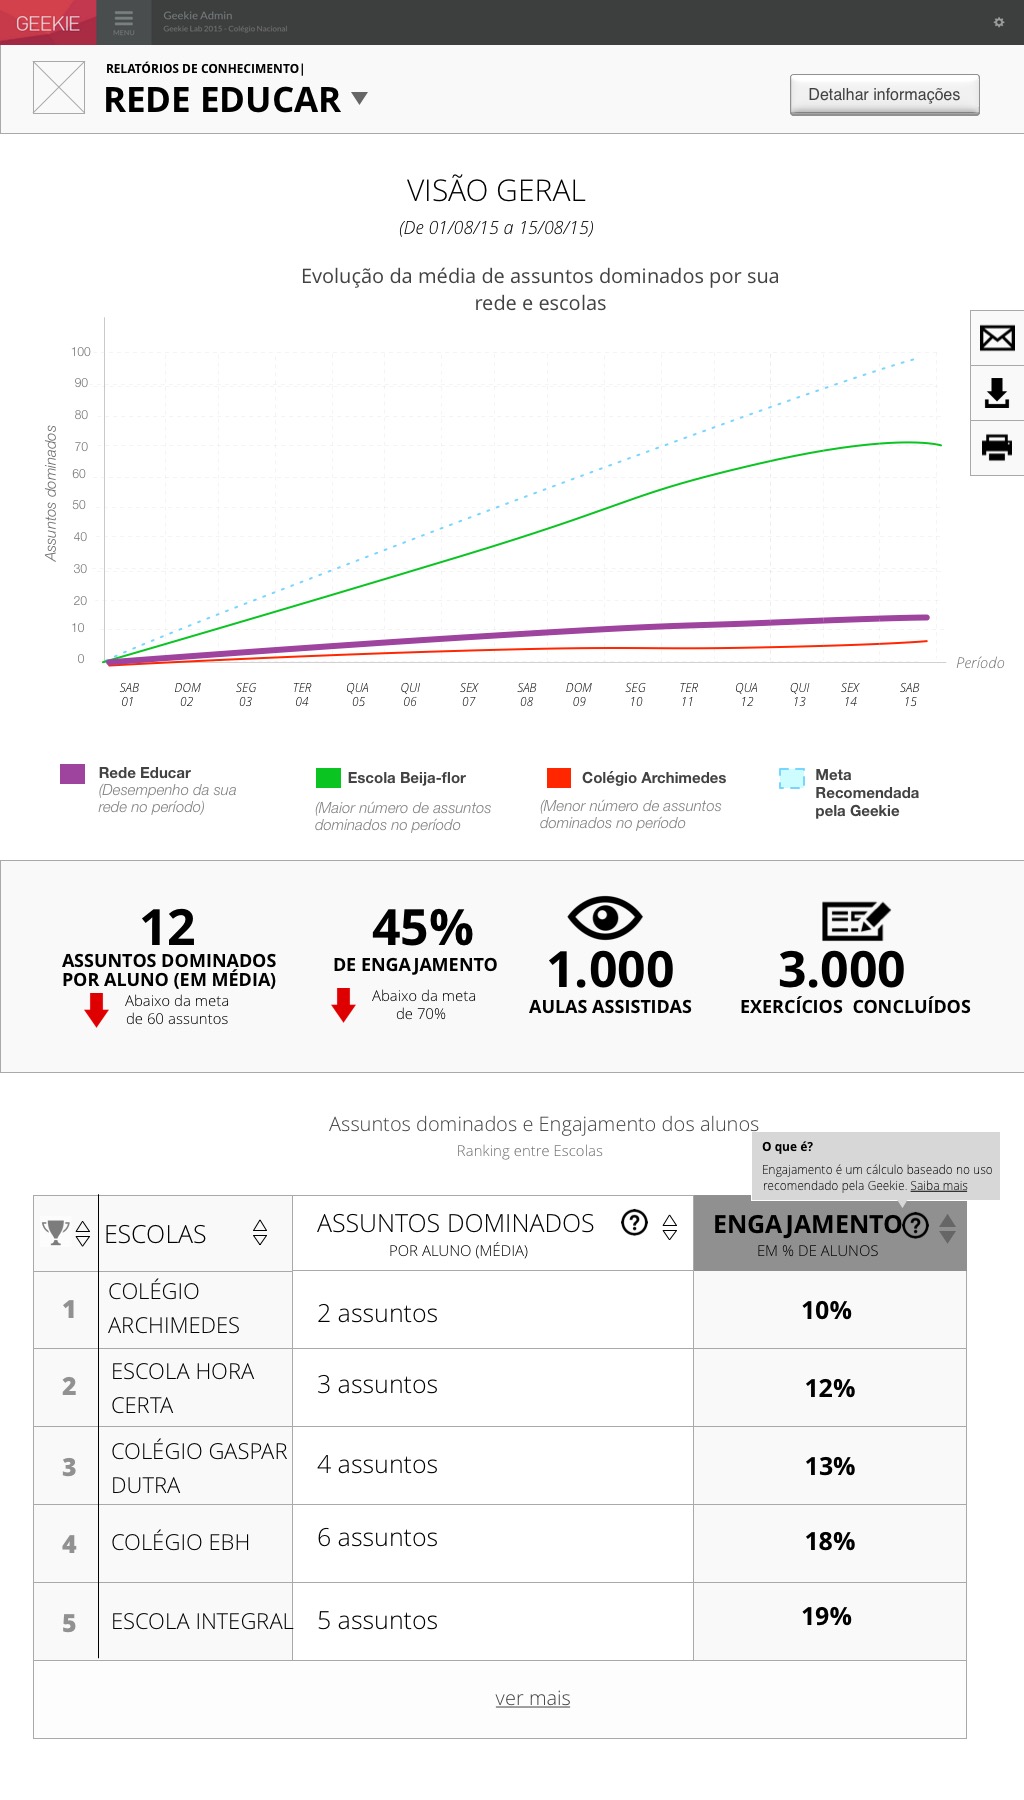 GEEKIE
MENU
Geekie Admin
Geekie Lab 2015 - Colégio Nacional
RELATÓRIOS DE CONHECIMENTO|
REDE EDUCAR
Detalhar informações
VISÃO GERAL
(De 01/08/15 a 15/08/15)
Evolução da média de assuntos dominados por sua
rede e escolas
Assuntos dominados
100
90
80
70
60
50
40
30
20
10
0
Período
SAB DOM SEG TER QUA QUI SEX SAB DOM SEG TER QUA QUI SEX SAB
01 02 03 04 05 06 07 08 09 10 11 12 13 14 15
Rede Educar
(Desempenho da sua
rede no período)
Escola Beija-flor
(Maior número de assuntos
dominados no período
Colégio Archimedes
(Menor número de assuntos
dominados no período
Meta
Recomendada
pela Geekie
12
ASSUNTOS DOMINADOS
POR ALUNO (EM MÉDIA)
Abaixo da meta
de 60 assuntos
45%
DE ENGAJAMENTO
Abaixo da meta
de 70%
1.000
AULAS ASSISTIDAS
3.000
EXERCÍCIOS CONCLUÍDOS
Assuntos dominados e Engajamento dos alunos
Ranking entre Escolas
O que é?
Engajamento é um cálculo baseado no uso
recomendado pela Geekie. Saiba mais
ESCOLAS
ASSUNTOS DOMINADOS ?
POR ALUNO (MÉDIA)
ENGAJAMENTO ?
EM % DE ALUNOS
1
COLÉGIO
ARCHIMEDES
2 assuntos
10%
2
ESCOLA HORA
CERTA
3 assuntos
12%
3
COLÉGIO GASPAR
DUTRA
4 assuntos
13%
4
COLÉGIO EBH
6 assuntos
18%
5
ESCOLA INTEGRAL
5 assuntos
19%
ver mais